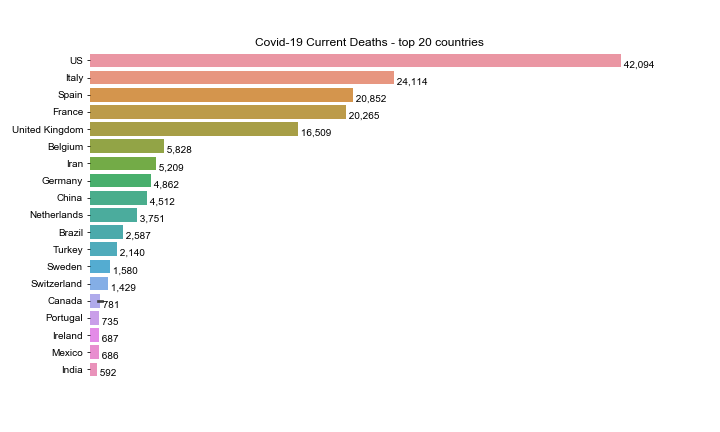 Covid-19 Current Deaths - top 20 countries
US 42,094
Italy 24,114
Spain 20,852
France 20,265
United Kingdom 16,509
Belgium 5,828
Iran 5,209
Germany 4,862
China 4,512
Netherlands 3,751
Brazil 2,587
Turkey 2,140
Sweden 1,580
Switzerland 1,429
Canada 781
Portugal 735
Ireland 687
Mexico 686
India 592